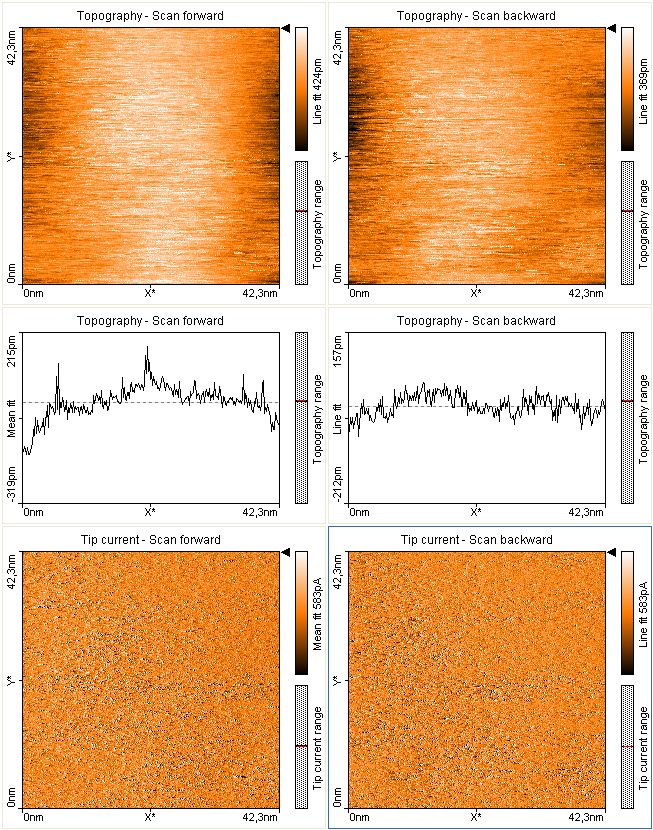 Topography - Scan forward
42,3nm
Y*
0nm
0nm
X*
42,3nm
Line fit 424pm
Topography range
Topography - Scan backward
42,3nm
Y*
0nm
0nm
X*
42,3nm
Line fit 369pm
Topography range
Topography - Scan forward
215pm
Mean fit
-319pm
0nm
X*
42,3nm
Topography range
Topography - Scan backward
157pm
Line fit
-212pm
0nm
X*
42,3nm
Topography range
Tip current - Scan forward
42,3nm
Y*
0nm
0nm
X*
42,3nm
Mean fit 583pA
Tip current range
Tip current - Scan backward
42,3nm
Y*
0nm
0nm
X*
42,3nm
Line fit 583pA
Tip current range